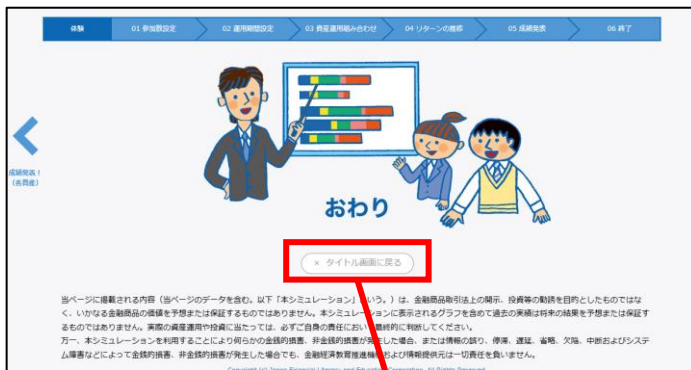 体験
01 参加数設定
02 運用期間設定
03 資産運用組み合わせ
04 リターンの推移
05 成績発表
06 終了
成績発表!
(各資産)
おわり
× タイトル画面に戻る
当ページに掲載される内容(当ページのデータを含む。以下「本シミュレーション」という。)は、金融商品取引法上の開示、投資等の勧誘を目的としたものではな
く、いかなる金融商品の価値を予想または保証するものではありません。本シミュレーションに表示されるグラフを含めて過去の実績は将来の結果を予想または保証す
るものではありません。実際の資産運用や投資に当たっては、必ずご自身の責任において最終的に判断してください。
万一、本シミュレーションを利用することにより何らかの金銭的損害、非金銭的損害が発生した場合、または情報の誤り、停滞、遅延、省略、欠陥、中断およびシステ
ム障害などによって金銭的損害、非金銭的損害が発生した場合でも、金融経済教育推進機構および情報提供元は一切責任を負いません。
Copyright (c) Japan Financial Literacy and Education Corporation. All Rights Reserved.